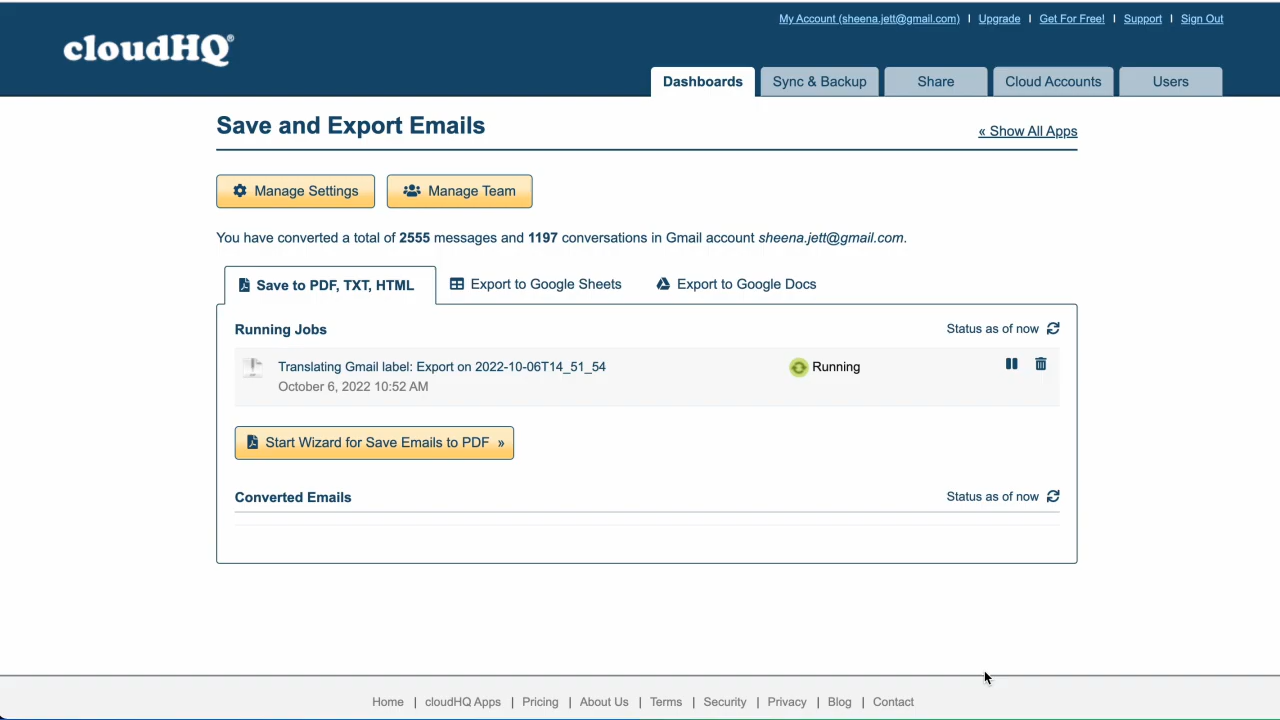 My Account (sheena.jett@gmail.com) | Upgrade | Get For Free! | Support | Sign Out
cloudHQ®
Dashboards Sync & Backup Share Cloud Accounts Users
Save and Export Emails
« Show All Apps
Manage Settings Manage Team
You have converted a total of 2555 messages and 1197 conversations in Gmail account sheena.jett@gmail.com.
Save to PDF, TXT, HTML Export to Google Sheets Export to Google Docs
Running Jobs Status as of now
Translating Gmail label: Export on 2022-10-06T14_51_54 Running
October 6, 2022 10:52 AM
Start Wizard for Save Emails to PDF »
Converted Emails Status as of now
Home | cloudHQ Apps | Pricing | About Us | Terms | Security | Privacy | Blog | Contact